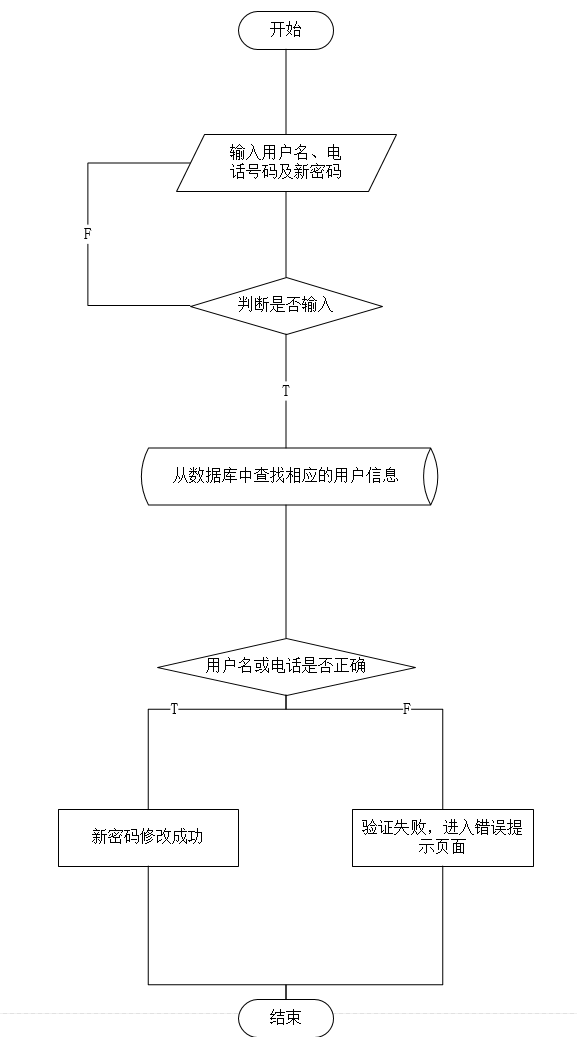 开始
输入用户名、电
话号码及新密码
F
判断是否输入
T
从数据库中查找相应的用户信息
用户名或电话是否正确
T
F
新密码修改成功
验证失败，进入错误提
示页面
结束